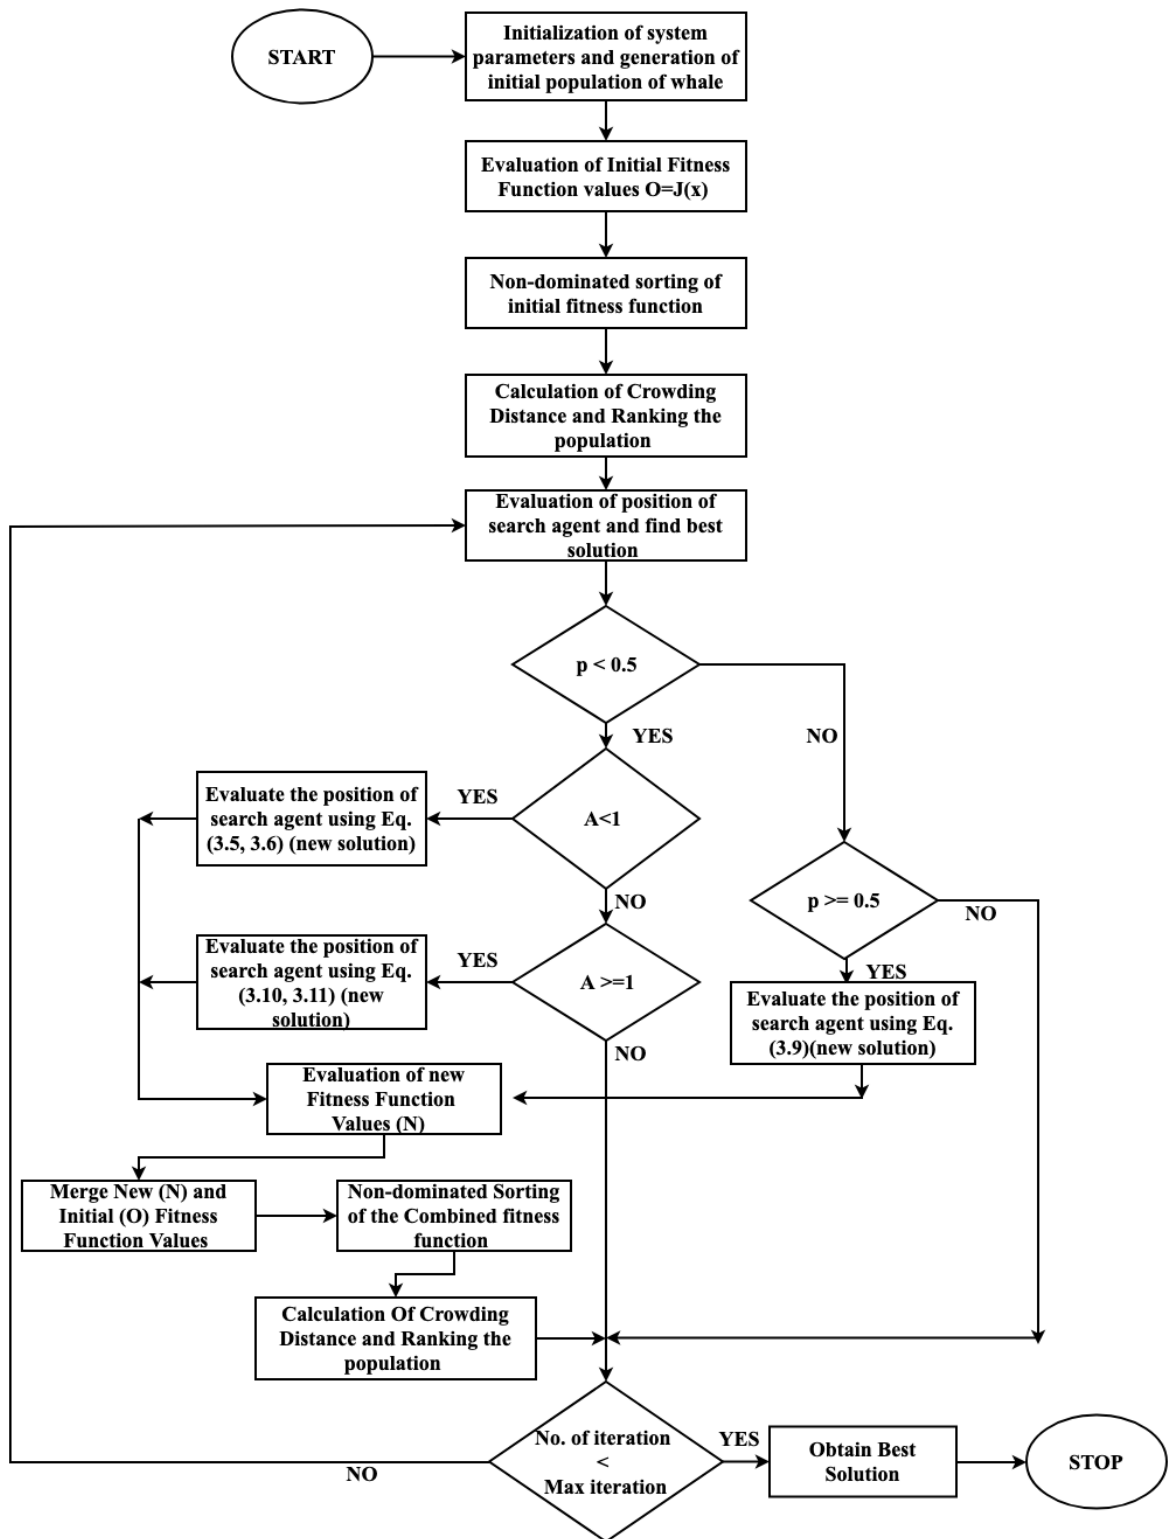 START
Initialization of system
parameters and generation of
initial population of whale
Evaluation of Initial Fitness
Function values O=J(x)
Non-dominated sorting of
initial fitness function
Calculation of Crowding
Distance and Ranking the
population
Evaluation of position of
search agent and find best
solution
p < 0.5
YES
NO
A<1
YES
Evaluate the position of
search agent using Eq.
(3.5, 3.6) (new solution)
NO
p >= 0.5
NO
YES
Evaluate the position of
search agent using Eq.
(3.9)(new solution)
A >=1
YES
Evaluate the position of
search agent using Eq.
(3.10, 3.11) (new
solution)
NO
Evaluation of new
Fitness Function
Values (N)
Merge New (N) and
Initial (O) Fitness
Function Values
Non-dominated Sorting
of the Combined fitness
function
Calculation Of Crowding
Distance and Ranking the
population
No. of iteration
<
Max iteration
NO
YES
Obtain Best
Solution
STOP